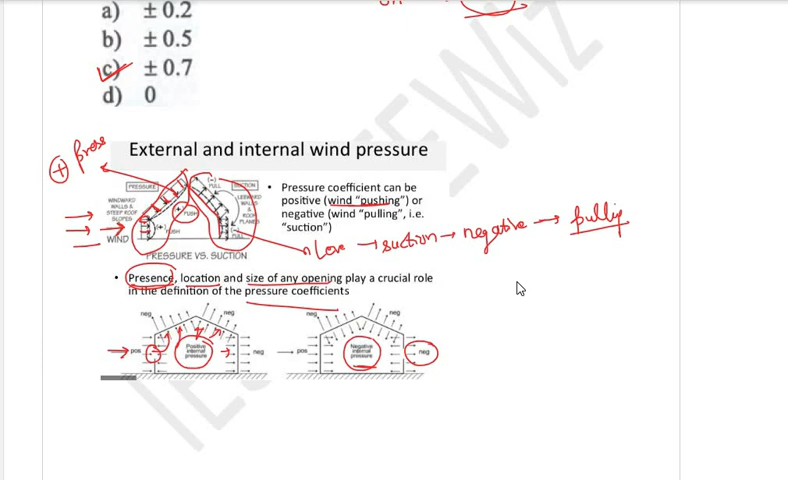 a) ± 0.2
b) ± 0.5
c) ± 0.7
d) 0
⊕ press
External and internal wind pressure
PRESSURE
(-)
PULL
SUCTION
WINDWARD
WALLS &
STEEP ROOF
SLOPES
LEEWARD
WALLS
&
ROOF
PLANES
(+)
PUSH
(+)
PUSH
(-)
PULL
WIND
PRESSURE VS. SUCTION
• Pressure coefficient can be
positive (wind "pushing") or
negative (wind "pulling", i.e.
"suction")
→ suction → negative →
• Presence, location and size of any opening play a crucial role
in the definition of the pressure coefficients
neg
neg
pos
Positive
internal
pressure
neg
neg
neg
pos
Negative
internal
pressure
neg